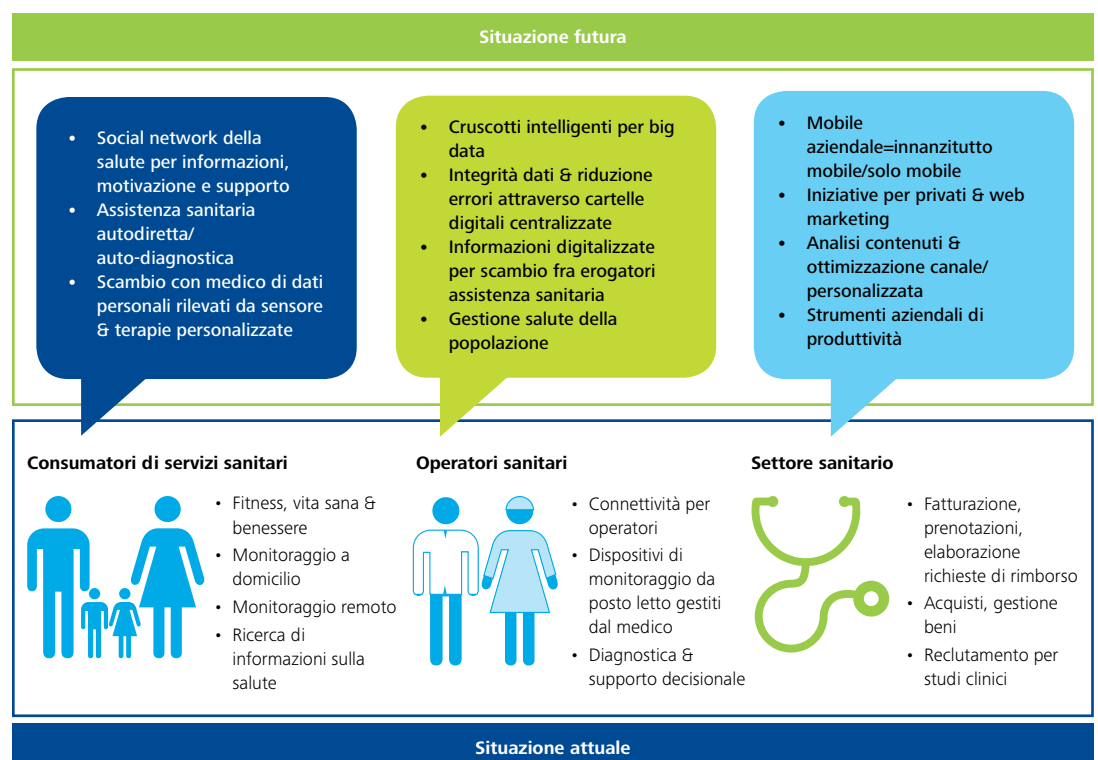 Situazione futura
• Social network della
salute per informazioni,
motivazione e supporto
• Assistenza sanitaria
autodiretta/
auto-diagnostica
• Scambio con medico di dati
personali rilevati da sensore
& terapie personalizzate
• Cruscotti intelligenti per big
data
• Integrità dati & riduzione
errori attraverso cartelle
digitali centralizzate
• Informazioni digitalizzate
per scambio fra erogatori
assistenza sanitaria
• Gestione salute della
popolazione
• Mobile
aziendale=innanzitutto
mobile/solo mobile
• Iniziative per privati & web
marketing
• Analisi contenuti &
ottimizzazione canale/
personalizzata
• Strumenti aziendali di
produttività
Consumatori di servizi sanitari
• Fitness, vita sana &
benessere
• Monitoraggio a
domicilio
• Monitoraggio remoto
• Ricerca di
informazioni sulla
salute
Operatori sanitari
• Connettività per
operatori
• Dispositivi di
monitoraggio da
posto letto gestiti
dal medico
• Diagnostica &
supporto decisionale
Settore sanitario
• Fatturazione,
prenotazioni,
elaborazione
richieste di rimborso
• Acquisti, gestione
beni
• Reclutamento per
studi clinici
Situazione attuale